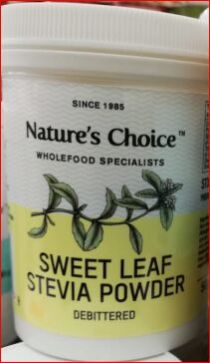 SINCE 1985
Nature's Choice™
WHOLEFOOD SPECIALISTS
SWEET LEAF
STEVIA POWDER
DEBITTERED